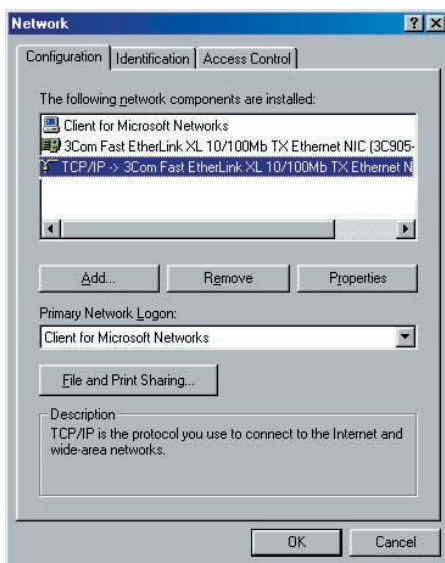 Network
Configuration Identification Access Control
The following network components are installed:
Client for Microsoft Networks
3Com Fast EtherLink XL 10/100Mb TX Ethernet NIC (3C905-
TCP/IP -> 3Com Fast EtherLink XL 10/100Mb TX Ethernet N
Add... Remove Properties
Primary Network Logon:
Client for Microsoft Networks
File and Print Sharing...
Description
TCP/IP is the protocol you use to connect to the Internet and
wide-area networks.
OK Cancel